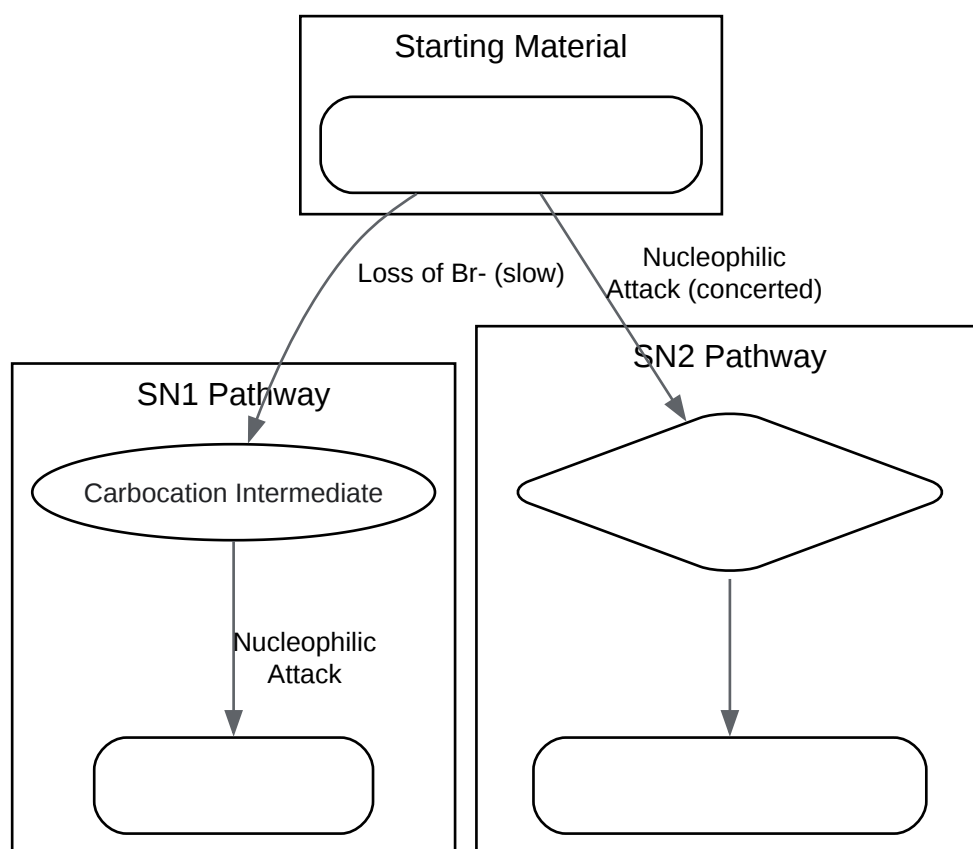 Starting Material
Loss of Br- (slow)
Nucleophilic
Attack (concerted)
SN1 Pathway
SN2 Pathway
Carbocation Intermediate
Nucleophilic
Attack